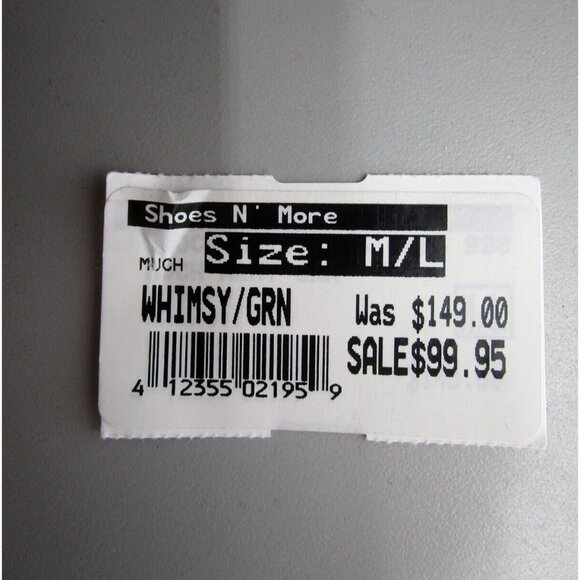 Shoes N' More
Size: M/L
MUCH
WHIMSY/GRN
Was $149.00
SALE$99.95
4 12355 02195 9